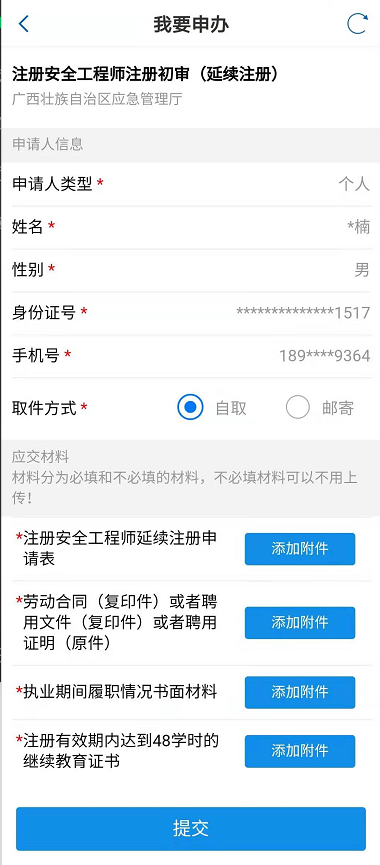 我要申办
注册安全工程师注册初审（延续注册）
广西壮族自治区应急管理厅
申请人信息
申请人类型 * 个人
姓名 * *楠
性别 * 男
身份证号 * **************1517
手机号 * 189****9364
取件方式 * 自取 邮寄
应交材料
材料分为必填和不必填的材料，不必填材料可以不用上
传！
*注册安全工程师延续注册申
请表
添加附件
*劳动合同（复印件）或者聘
用文件（复印件）或者聘用
证明（原件）
添加附件
*执业期间履职情况书面材料
添加附件
*注册有效期内达到48学时的
继续教育证书
添加附件
提交